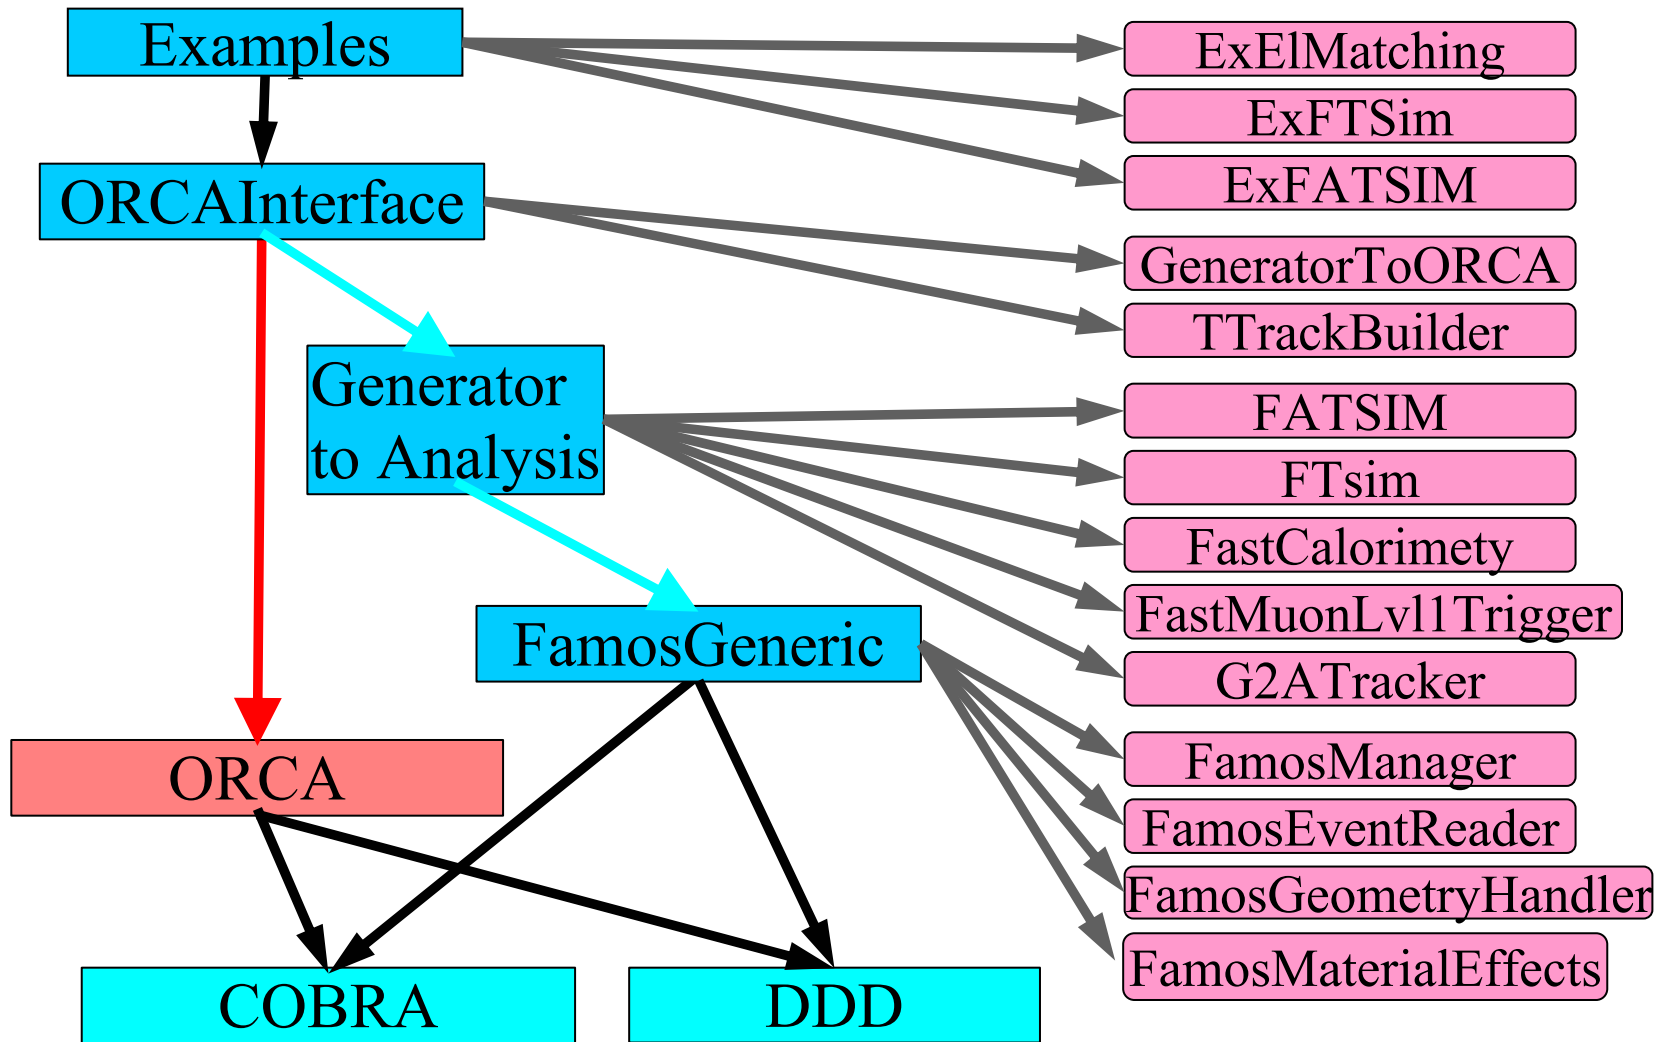 Examples
ORCAInterface
Generator
to Analysis
FamosGeneric
ORCA
COBRA
DDD
ExElMatching
ExFTSim
ExFATSIM
GeneratorToORCA
TTrackBuilder
FATSIM
FTsim
FastCalorimety
FastMuonLvl1Trigger
G2ATracker
FamosManager
FamosEventReader
FamosGeometryHandler
FamosMaterialEffects